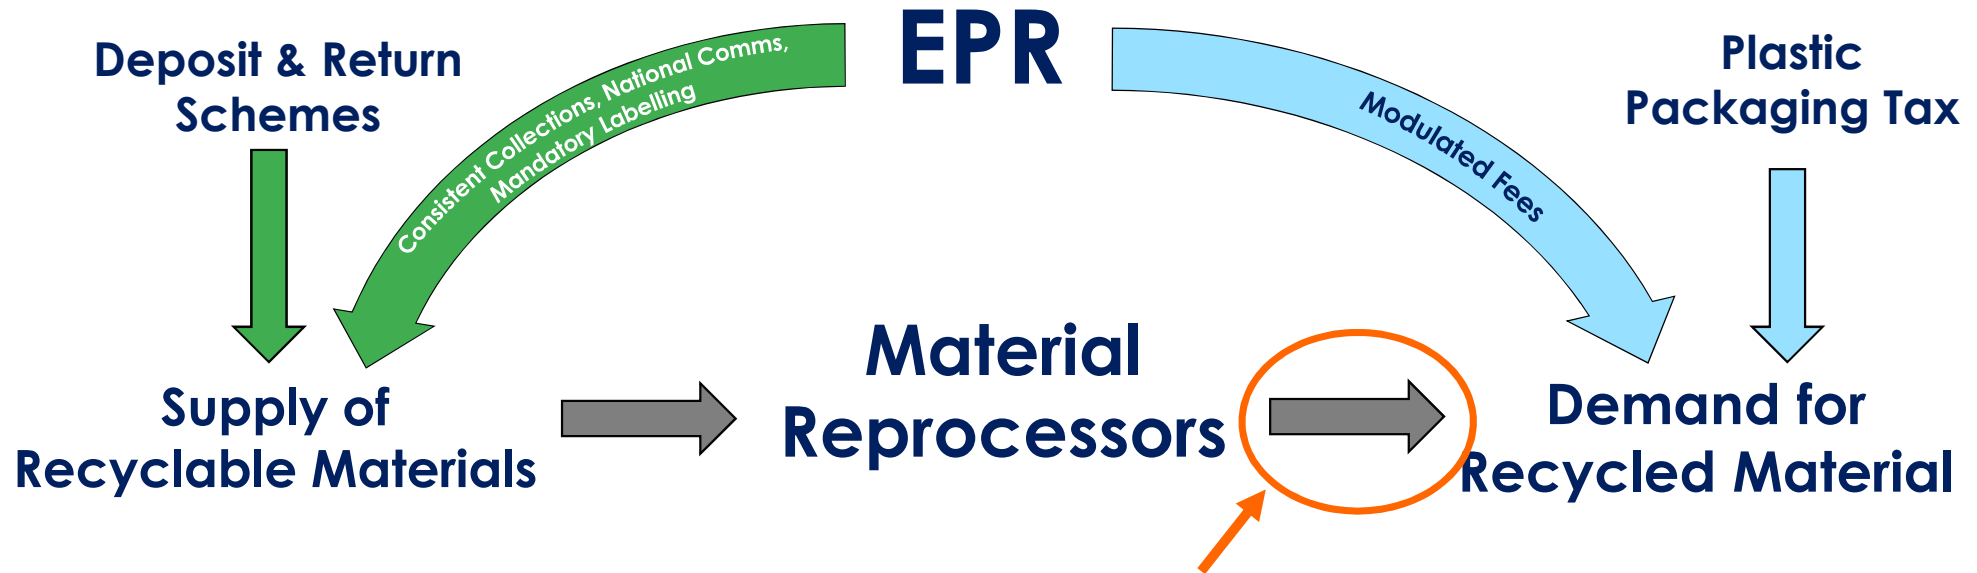 EPR
Deposit & Return
Schemes
Consistent Collections, National Comms,
Mandatory Labelling
Modulated Fees
Plastic
Packaging Tax
Supply of
Recyclable Materials
Material
Reprocessors
Demand for
Recycled Material